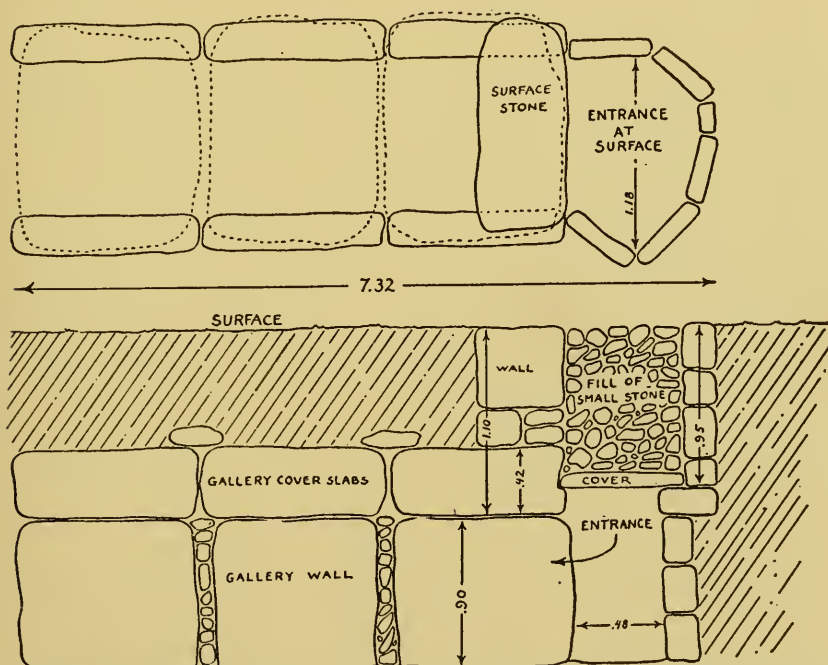 SURFACE
STONE
ENTRANCE
AT
SURFACE
1.18
7.32
SURFACE
WALL
FILL OF
SMALL STONE
1.10
.95
GALLERY COVER SLABS
.42
COVER
ENTRANCE
GALLERY WALL
.90
.48